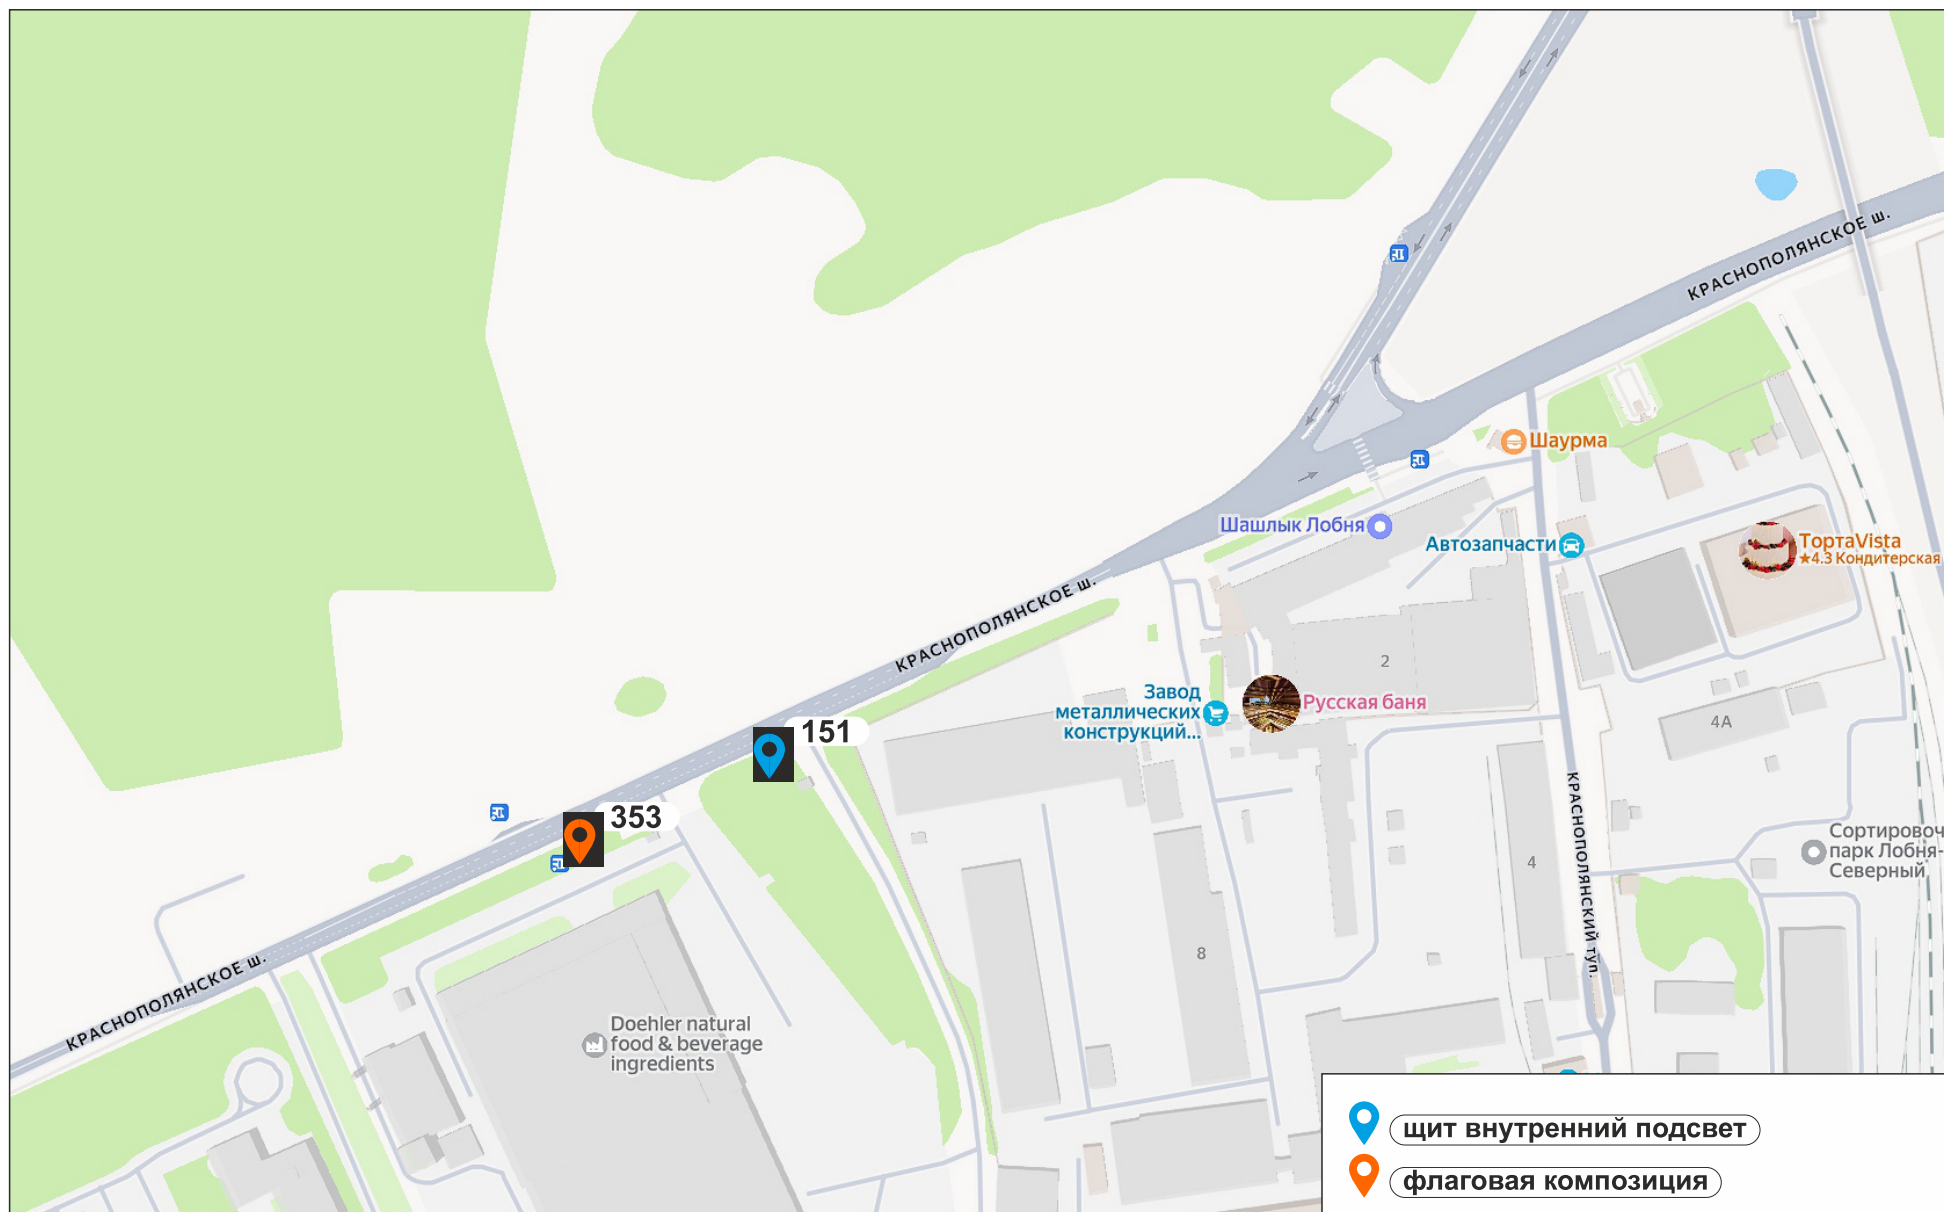 КРАСНОПОЛЯНСКОЕ ш.
Шаурма
Шашлык Лобня
Автозапчасти
ТортаVista
★4.3 Кондитерская
КРАСНОПОЛЯНСКОЕ ш.
2
Завод
металлических
конструкций...
Русская баня
4А
151
353
КРАСНОПОЛЯНСКИЙ туп.
Сортировоч
парк Лобня-
Северный
4
8
КРАСНОПОЛЯНСКОЕ ш.
Doehler natural
food & beverage
ingredients
щит внутренний подсвет
флаговая композиция